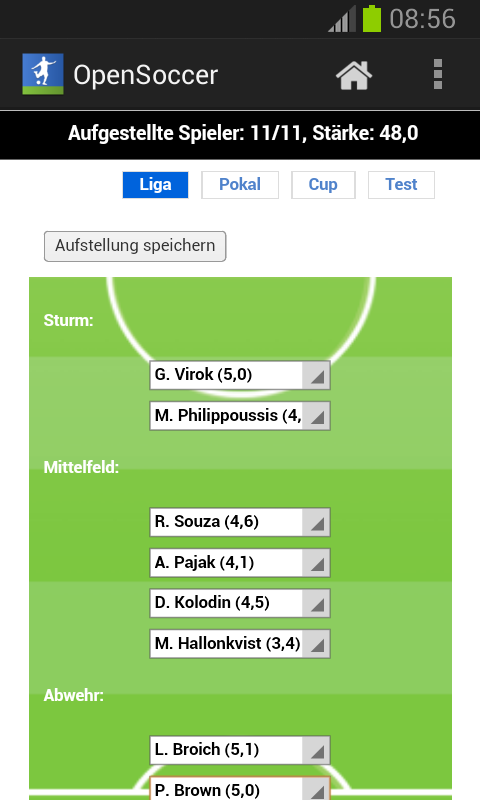 08:56
OpenSoccer
Aufgestellte Spieler: 11/11, Stärke: 48,0
Liga Pokal Cup Test
Aufstellung speichern
Sturm:
G. Virok (5,0)
M. Philippoussis (4,
Mittelfeld:
R. Souza (4,6)
A. Pajak (4,1)
D. Kolodin (4,5)
M. Hallonkvist (3,4)
Abwehr:
L. Broich (5,1)
P. Brown (5,0)